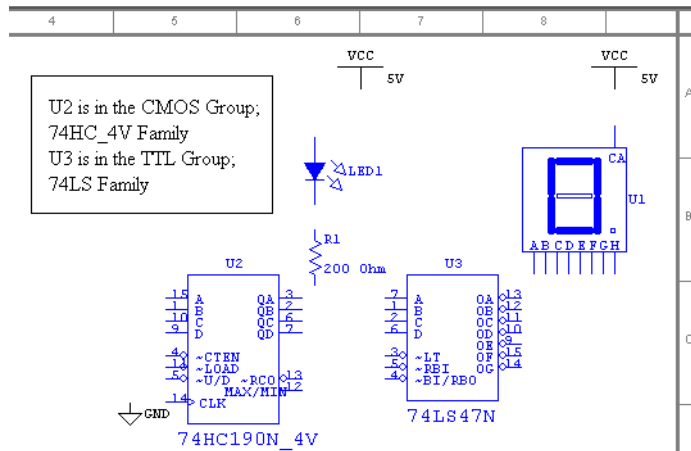 4 5 6 7 8
VCC VCC
5V 5V
A
U2 is in the CMOS Group;
74HC_4V Family
U3 is in the TTL Group;
74LS Family
LED1
CA
U1
B
R1
200 Ohm
ABCDEFGH
U2 U3
15 A QA 3
1 B QB 2
10 C QC 6
9 D QD 7
4 ~CTEN
11 ~LOAD
5 ~U/D ~RCO 13
MAX/MIN 12
14 CLK
GND
74HC190N_4V
7 A OA 13
1 B OB 12
2 C OC 11
6 D OD 10
OE 9
3 ~LT OF 15
5 ~RBI OG 14
4 ~BI/RBO
74LS47N
C